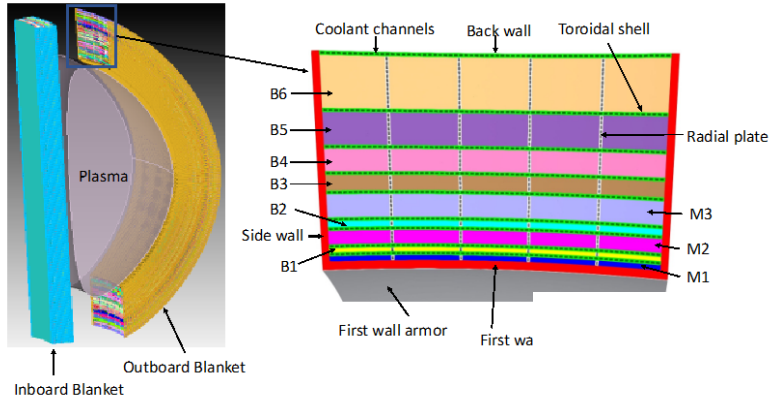 Coolant channels
Back wall
Toroidal shell
B6
B5
Radial plate
B4
Plasma
B3
B2
M3
Side wall
M2
B1
M1
First wall armor
First wa
Outboard Blanket
Inboard Blanket